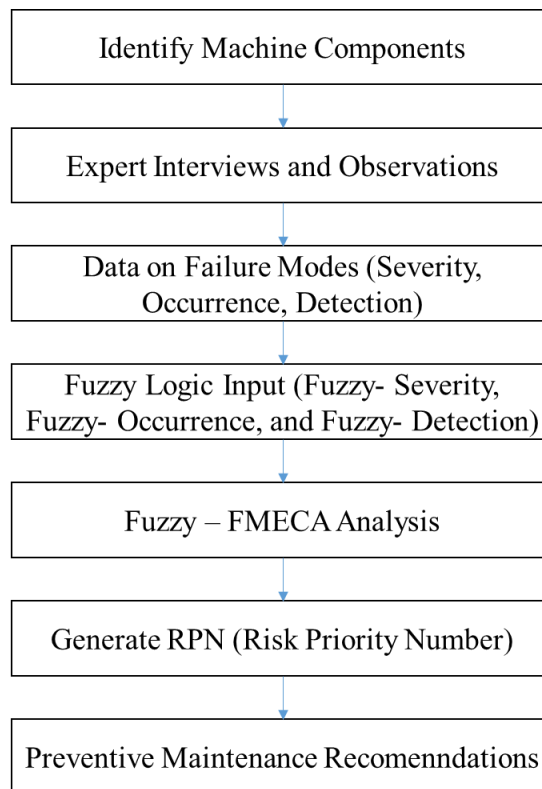 Identify Machine Components
Expert Interviews and Observations
Data on Failure Modes (Severity,
Occurrence, Detection)
Fuzzy Logic Input (Fuzzy- Severity,
Fuzzy- Occurrence, and Fuzzy- Detection)
Fuzzy – FMECA Analysis
Generate RPN (Risk Priority Number)
Preventive Maintenance Recomenndations